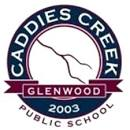 CADDIES CREEK
GLENWOOD
2003
PUBLIC SCHOOL